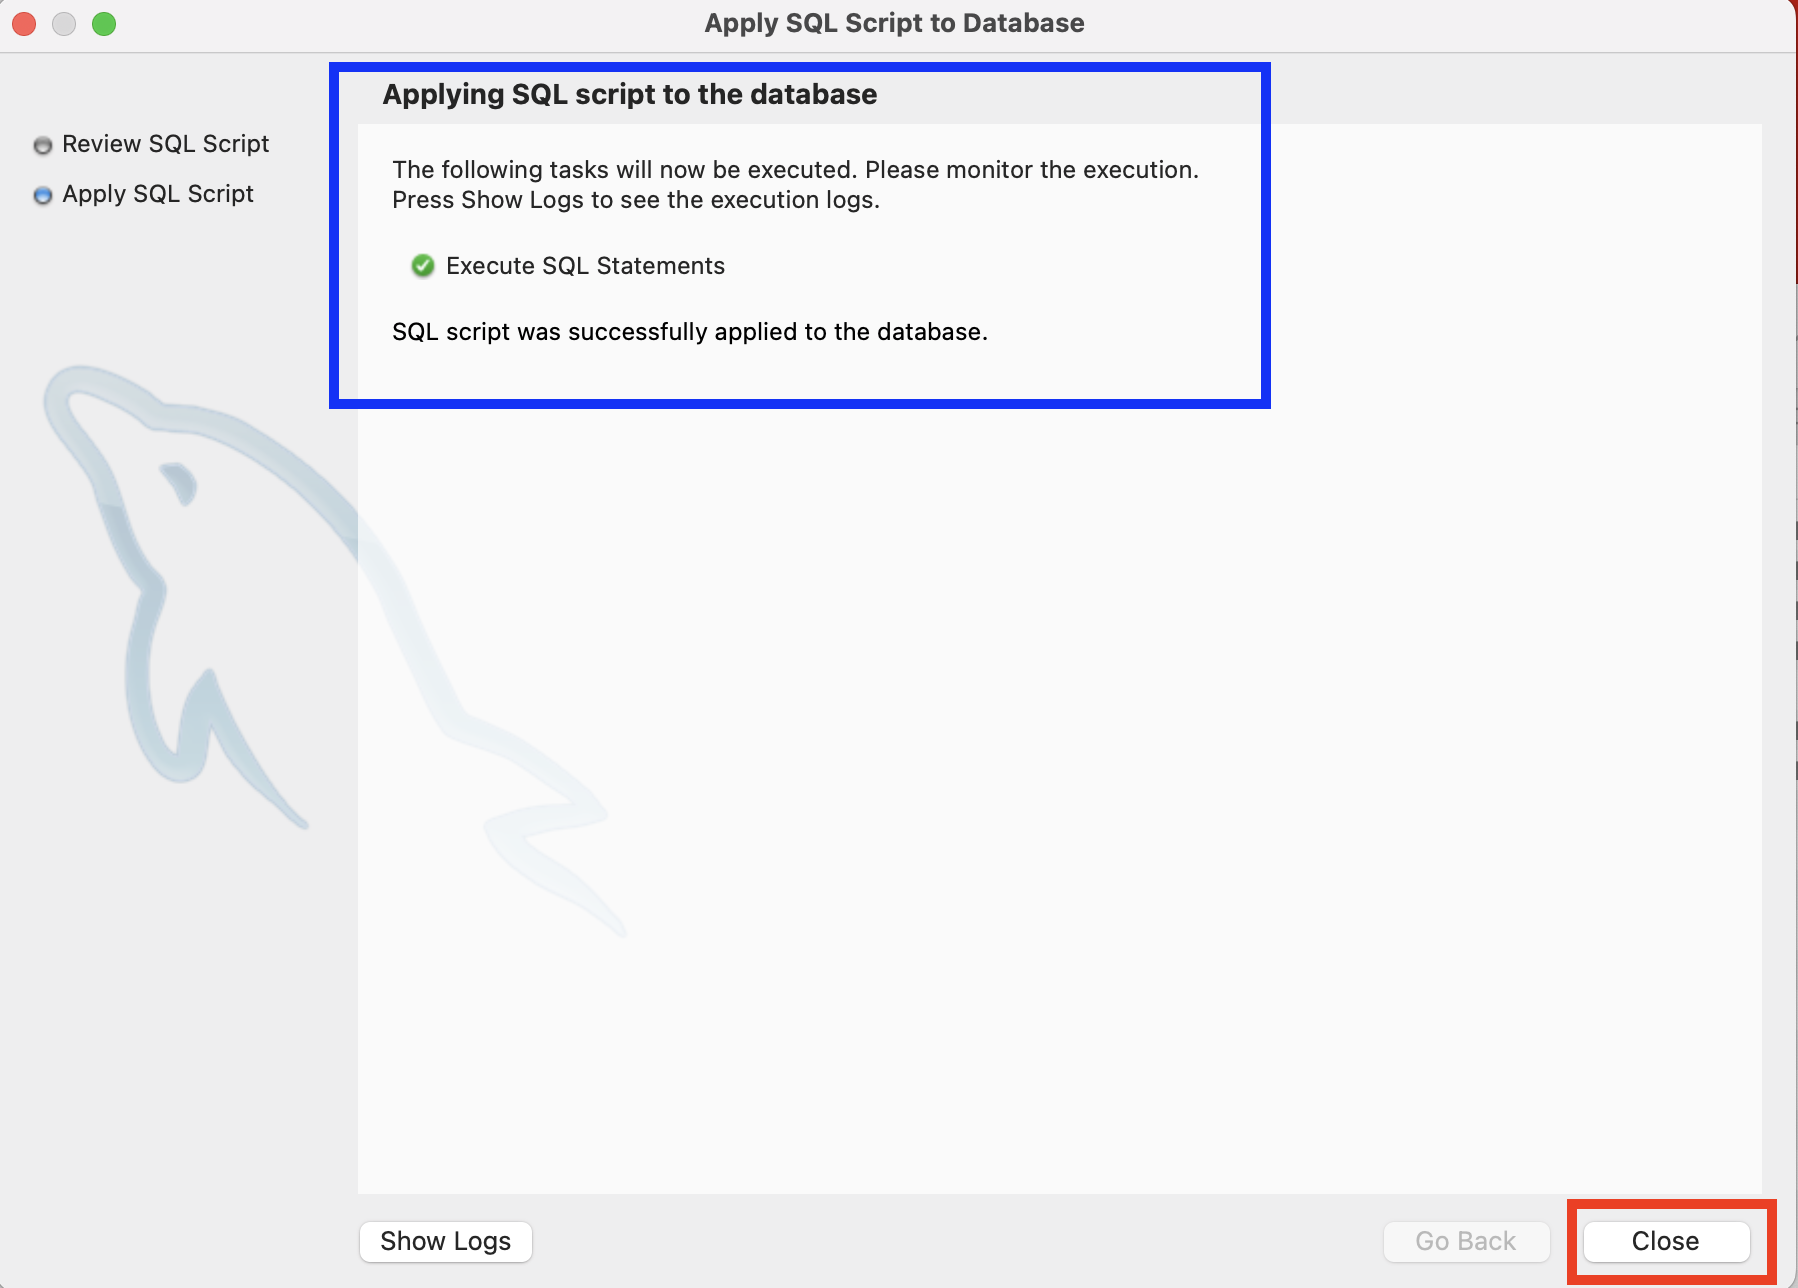 Apply SQL Script to Database
Review SQL Script
Apply SQL Script
Applying SQL script to the database
The following tasks will now be executed. Please monitor the execution.
Press Show Logs to see the execution logs.
Execute SQL Statements
SQL script was successfully applied to the database.
Show Logs
Go Back
Close